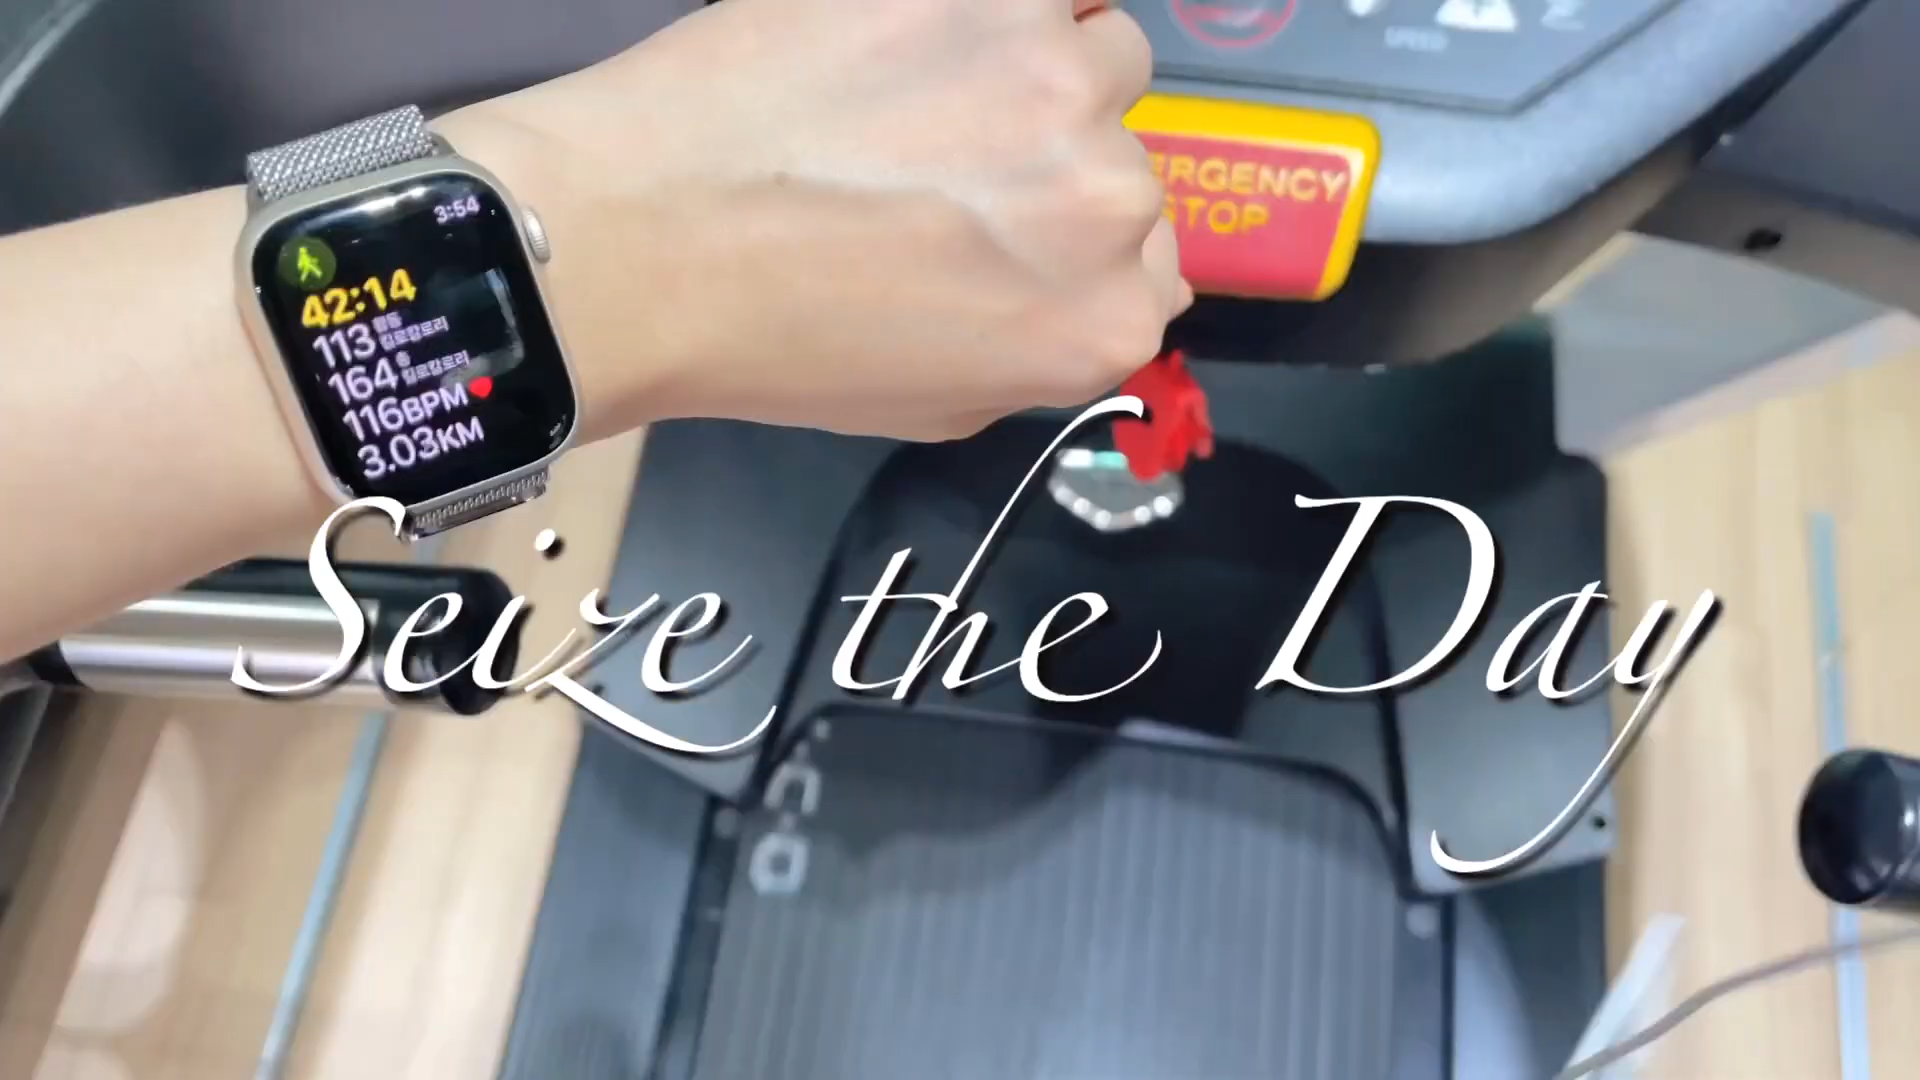 SPEED
ERGENCY
STOP
3:54
42:14
113 활동 킬로칼로리
164 총 킬로칼로리
116BPM
3.03KM
Seize the Day